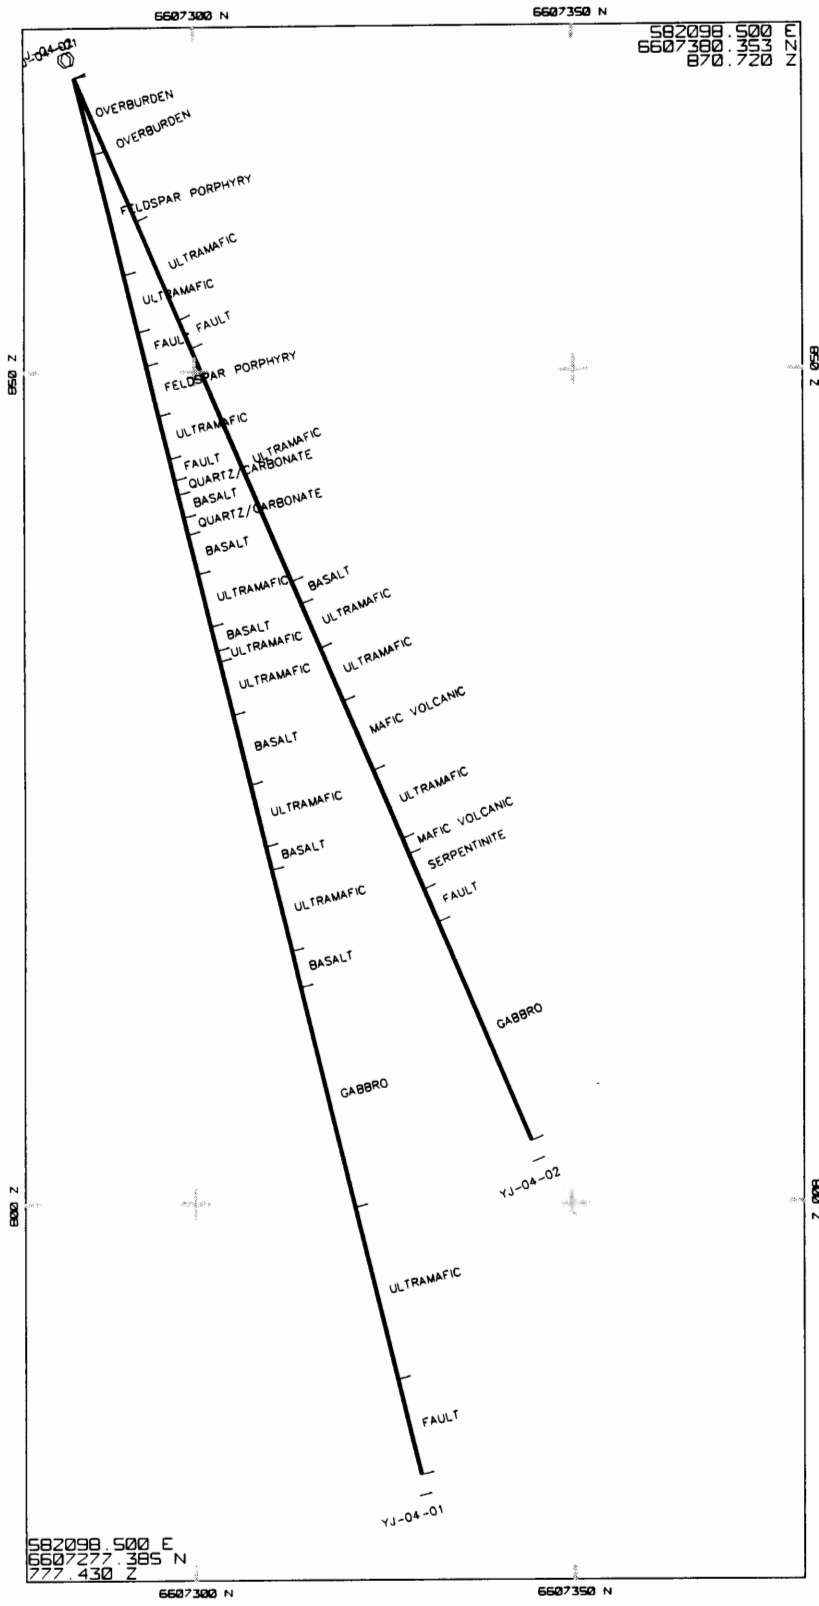 6607300 N
6607350 N
582098.500 E
6607380.353 N
870.720 Z
OVERBURDEN
OVERBURDEN
FELDSPAR PORPHYRY
ULTRAMAFIC
ULTRAMAFIC
FAULT
FAULT
850 Z
850 Z
FELDSPAR PORPHYRY
ULTRAMAFIC
ULTRAMAFIC
FAULT
QUARTZ/CARBONATE
BASALT
QUARTZ/CARBONATE
BASALT
ULTRAMAFIC
BASALT
ULTRAMAFIC
BASALT
ULTRAMAFIC
ULTRAMAFIC
ULTRAMAFIC
MAFIC VOLCANIC
BASALT
ULTRAMAFIC
ULTRAMAFIC
MAFIC VOLCANIC
BASALT
SERPENTINITE
FAULT
ULTRAMAFIC
BASALT
GABBRO
GABBRO
YJ-04-02
800 Z
800 Z
ULTRAMAFIC
FAULT
YJ-04-01
582098.500 E
6607277.385 N
777.430 Z
6607300 N
6607350 N